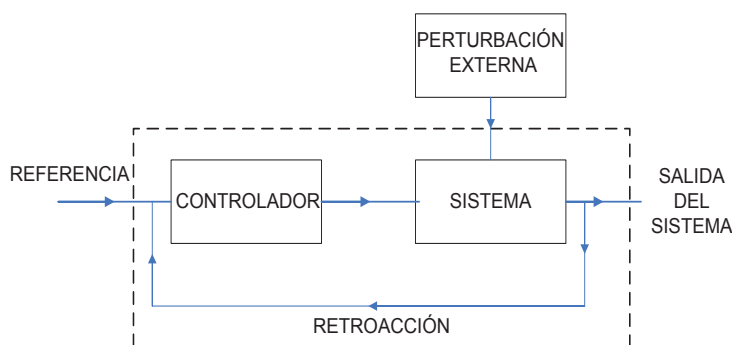 PERTURBACIÓN
EXTERNA
REFERENCIA
CONTROLADOR
SISTEMA
SALIDA
DEL
SISTEMA
RETROACCIÓN